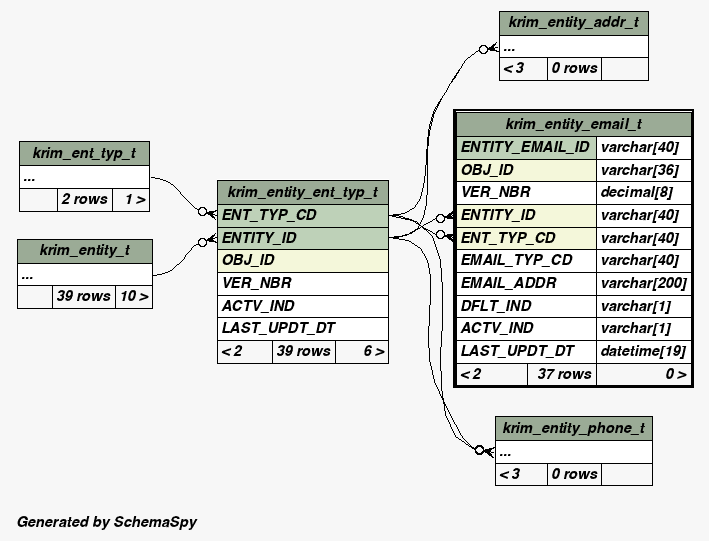 krim_entity_addr_t
...
< 3 0 rows
krim_ent_typ_t
...
2 rows 1 >
krim_entity_t
...
39 rows 10 >
krim_entity_ent_typ_t
ENT_TYP_CD
ENTITY_ID
OBJ_ID
VER_NBR
ACTV_IND
LAST_UPDT_DT
< 2 39 rows 6 >
krim_entity_email_t
ENTITY_EMAIL_ID varchar[40]
OBJ_ID varchar[36]
VER_NBR decimal[8]
ENTITY_ID varchar[40]
ENT_TYP_CD varchar[40]
EMAIL_TYP_CD varchar[40]
EMAIL_ADDR varchar[200]
DFLT_IND varchar[1]
ACTV_IND varchar[1]
LAST_UPDT_DT datetime[19]
< 2 37 rows 0 >
krim_entity_phone_t
...
< 3 0 rows
Generated by SchemaSpy